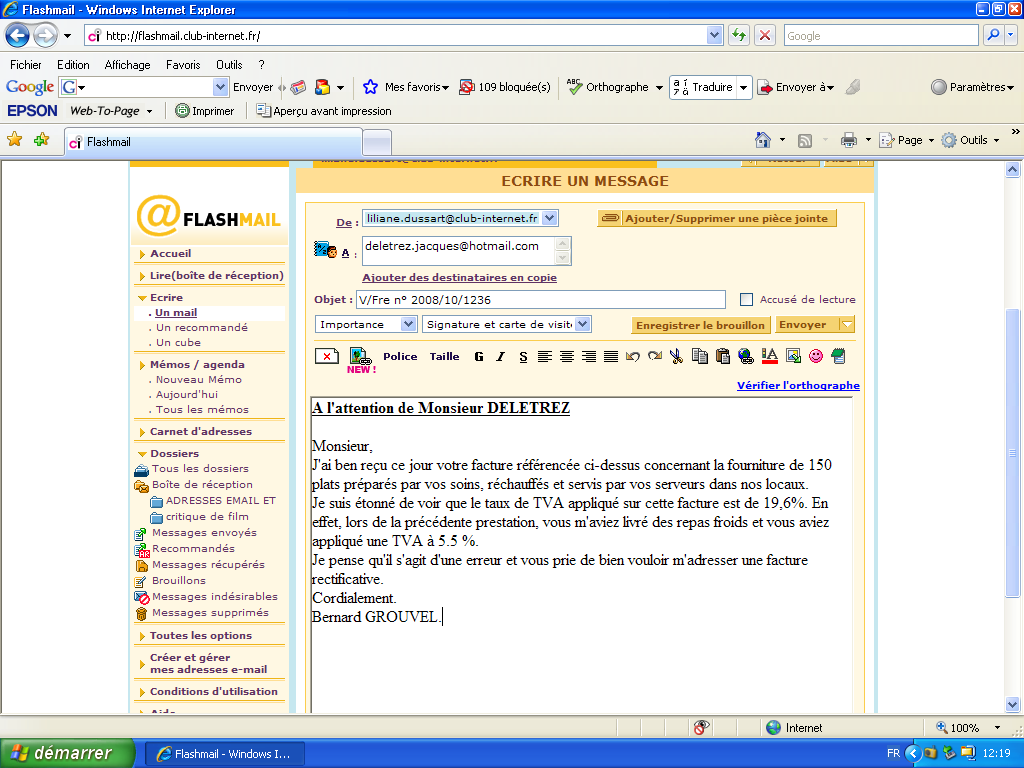 Flashmail - Windows Internet Explorer
http://flashmail.club-internet.fr/
Google
Fichier Edition Affichage Favoris Outils ?
Google G Envoyer Mes favoris 109 bloquée(s) ABC Orthographe Traduire Envoyer à Paramètres
EPSON Web-To-Page Imprimer Aperçu avant impression
Flashmail
Page Outils
ECRIRE UN MESSAGE
@FLASHMAIL
De : liliane.dussart@club-internet.fr Ajouter/Supprimer une pièce jointe
A : deletrez.jacques@hotmail.com
Ajouter des destinataires en copie
Objet : V/Fre n° 2008/10/1236 Accusé de lecture
Importance Signature et carte de visite Enregistrer le brouillon Envoyer
NEW ! Police Taille G I S
Vérifier l'orthographe
Accueil
Lire(boîte de réception)
Ecrire
. Un mail
. Un recommandé
. Un cube
Mémos / agenda
. Nouveau Mémo
. Aujourd'hui
. Tous les mémos
Carnet d'adresses
Dossiers
Tous les dossiers
Boîte de réception
ADRESSES EMAIL ET
critique de film
Messages envoyés
Recommandés
Messages récupérés
Brouillons
Messages indésirables
Messages supprimés
Toutes les options
Créer et gérer
mes adresses e-mail
Conditions d'utilisation
A l'attention de Monsieur DELETREZ
Monsieur,
J'ai ben reçu ce jour votre facture référencée ci-dessus concernant la fourniture de 150
plats préparés par vos soins, réchauffés et servis par vos serveurs dans nos locaux.
Je suis étonné de voir que le taux de TVA appliqué sur cette facture est de 19,6%. En
effet, lors de la précédente prestation, vous m'aviez livré des repas froids et vous aviez
appliqué une TVA à 5.5 %.
Je pense qu'il s'agit d'une erreur et vous prie de bien vouloir m'adresser une facture
rectificative.
Cordialement.
Bernard GROUVEL.
Internet 100%
démarrer Flashmail - Windows I... FR 12:19